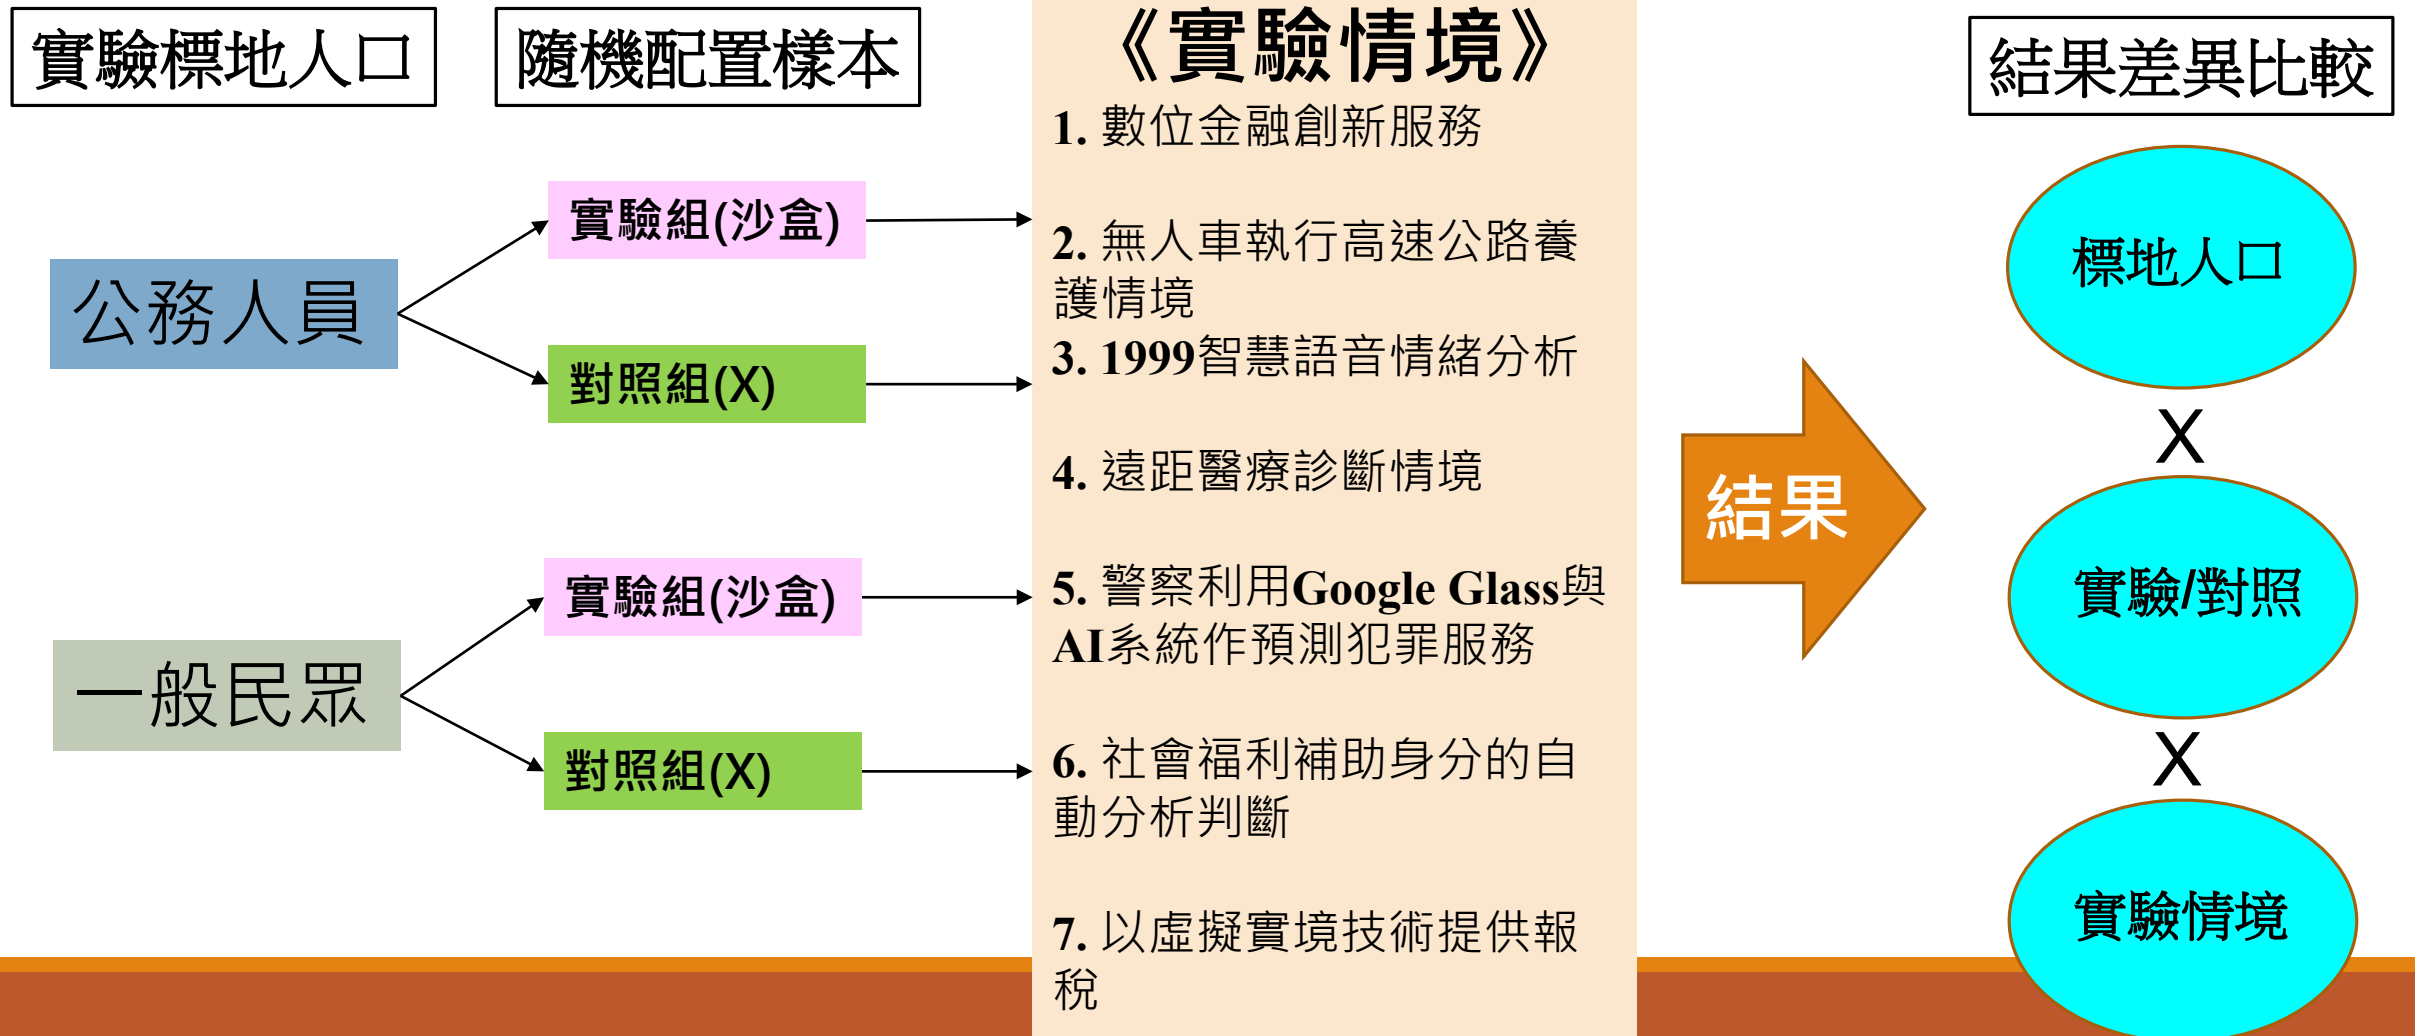 實驗標地人口
隨機配置樣本
《實驗情境》
結果差異比較
公務人員
實驗組(沙盒)
對照組(X)
一般民眾
實驗組(沙盒)
對照組(X)
1. 數位金融創新服務
2. 無人車執行高速公路養
護情境
3. 1999智慧語音情緒分析
4. 遠距醫療診斷情境
5. 警察利用Google Glass與
AI系統作預測犯罪服務
6. 社會福利補助身分的自
動分析判斷
7. 以虛擬實境技術提供報
稅
結果
標地人口
X
實驗/對照
X
實驗情境